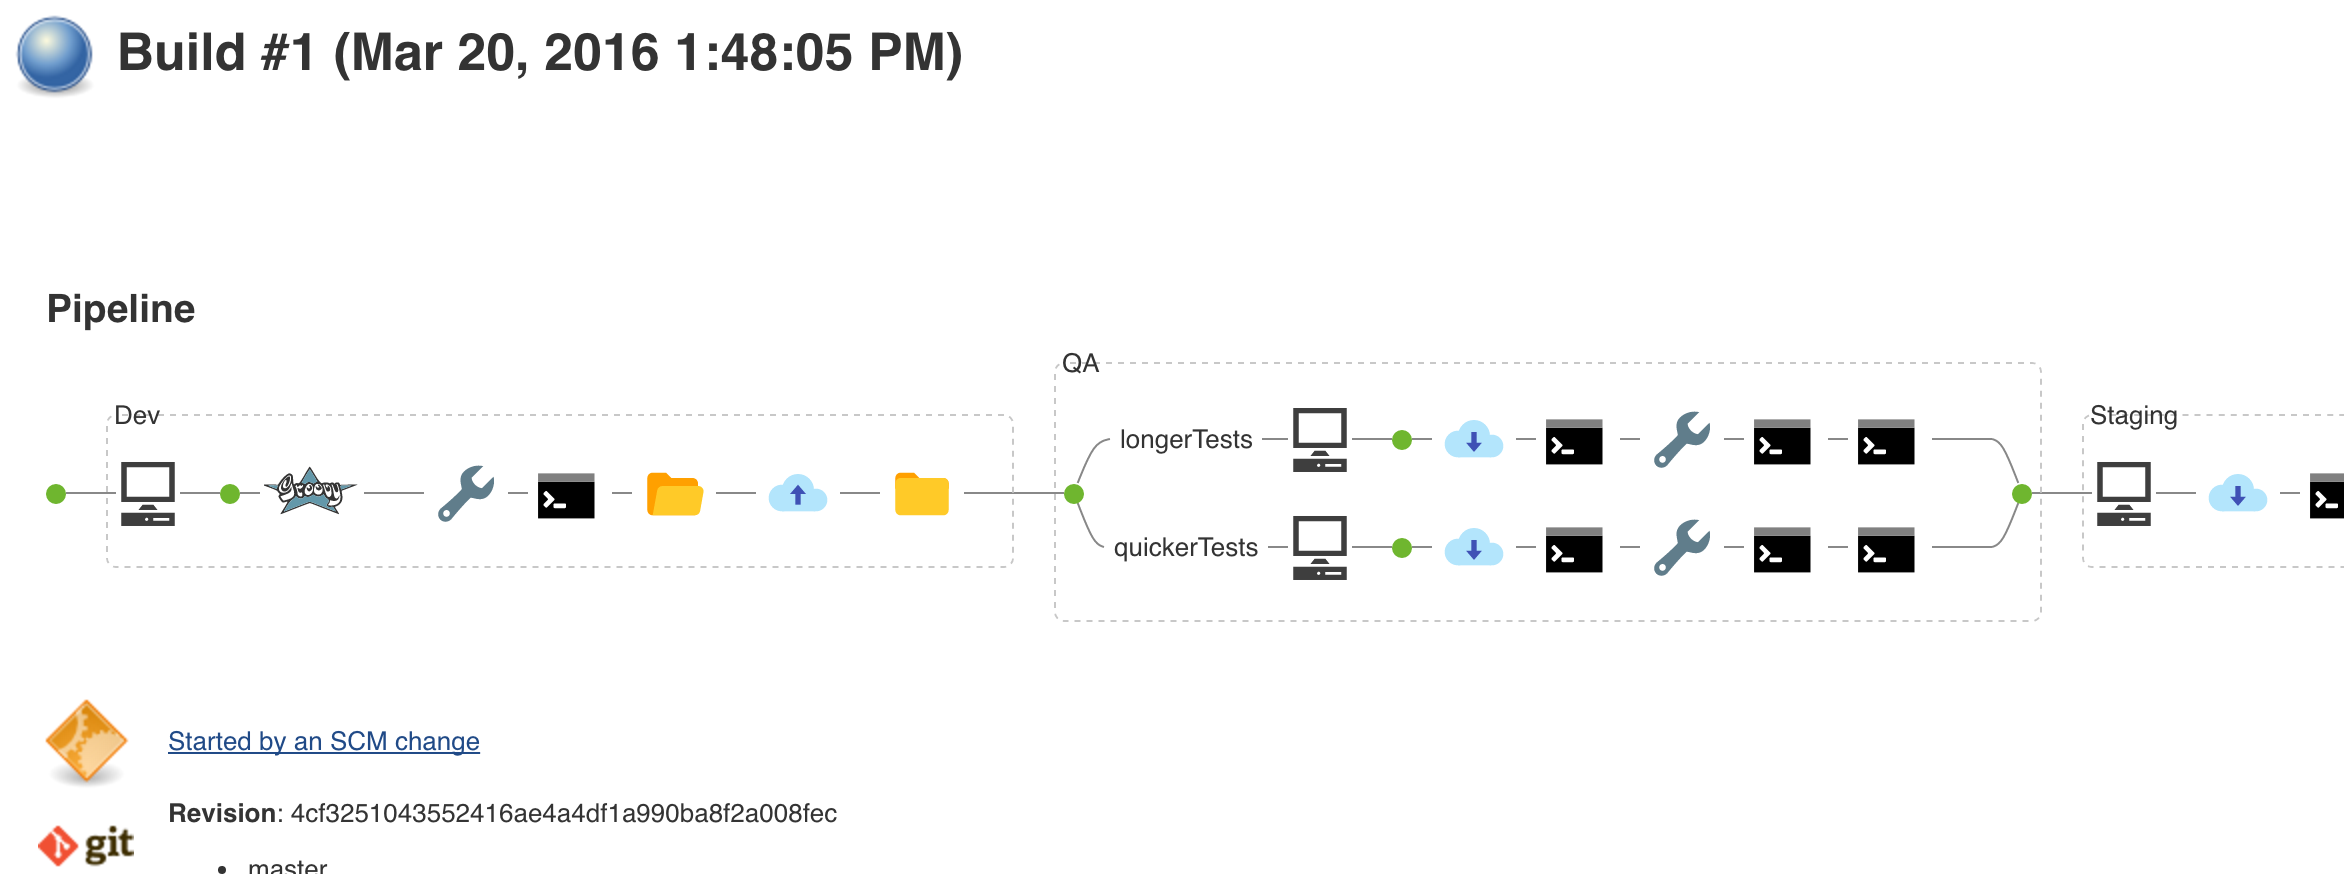 Build #1 (Mar 20, 2016 1:48:05 PM)
Pipeline
Dev
Groovy
QA
longerTests
quickerTests
Staging
Started by an SCM change
Revision: 4cf3251043552416ae4a4df1a990ba8f2a008fec
git
• master